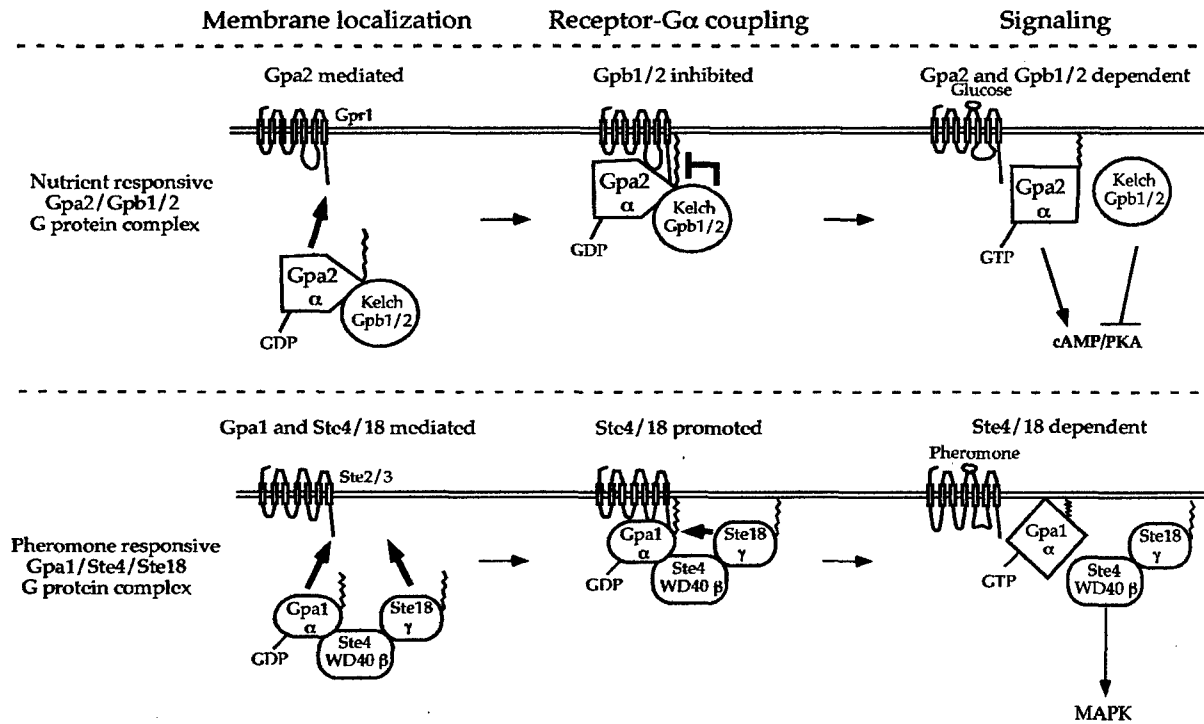 Membrane localization
Receptor-Gα coupling
Signaling
Gpa2 mediated
Gpb1/2 inhibited
Gpa2 and Gpb1/2 dependent
Glucose
Gpr1
Nutrient responsive
Gpa2/Gpb1/2
G protein complex
Gpa2
α
GDP
Kelch
Gpb1/2
Gpa2
α
GDP
Kelch
Gpb1/2
Gpa2
α
GTP
Kelch
Gpb1/2
cAMP/PKA
Gpa1 and Ste4/18 mediated
Ste4/18 promoted
Ste4/18 dependent
Pheromone
Ste2/3
Pheromone responsive
Gpa1/Ste4/Ste18
G protein complex
Gpa1
α
GDP
Ste4
WD40 β
Ste18
γ
Gpa1
α
GDP
Ste4
WD40 β
Ste18
γ
Gpa1
α
GTP
Ste4
WD40 β
Ste18
γ
MAPK